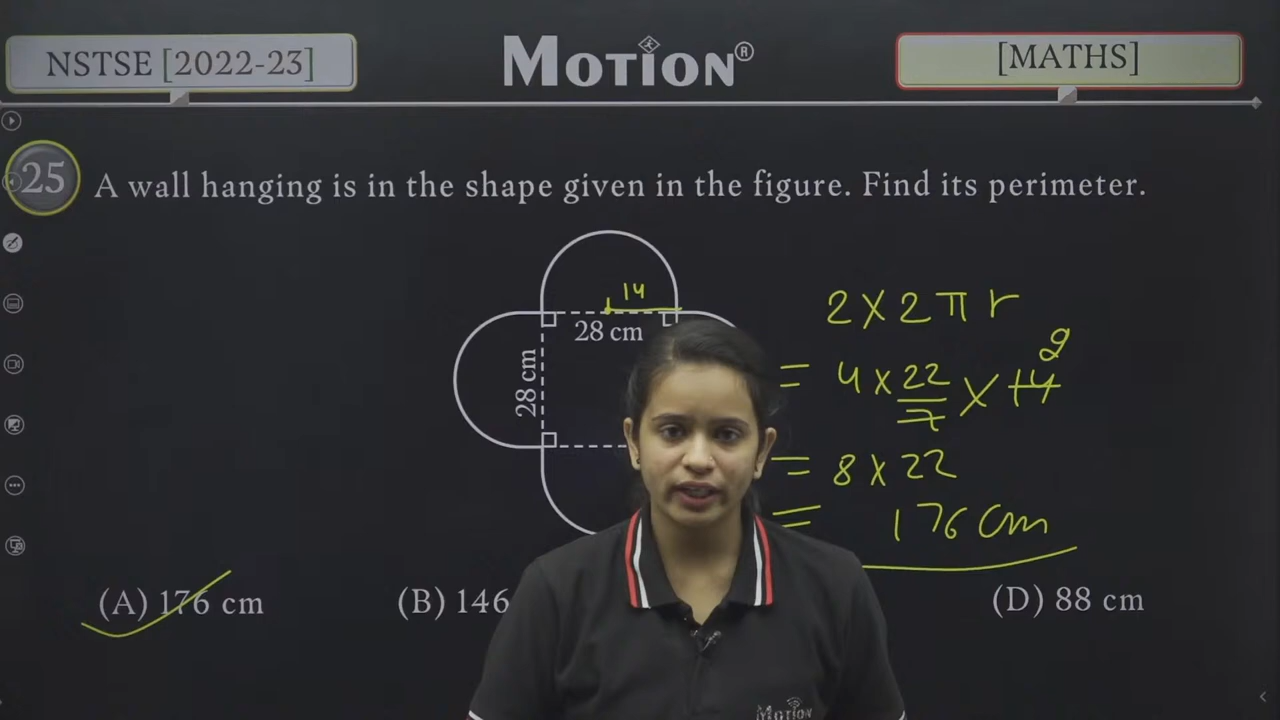 NSTSE [2022-23]
MOTION®
[MATHS]
25 A wall hanging is in the shape given in the figure. Find its perimeter.
14
28 cm
28 cm
2 × 2 π r
= 4 × 22/7 × 14 2
= 8 × 22
= 176 cm
(A) 176 cm
(B) 146
(D) 88 cm
MOTION